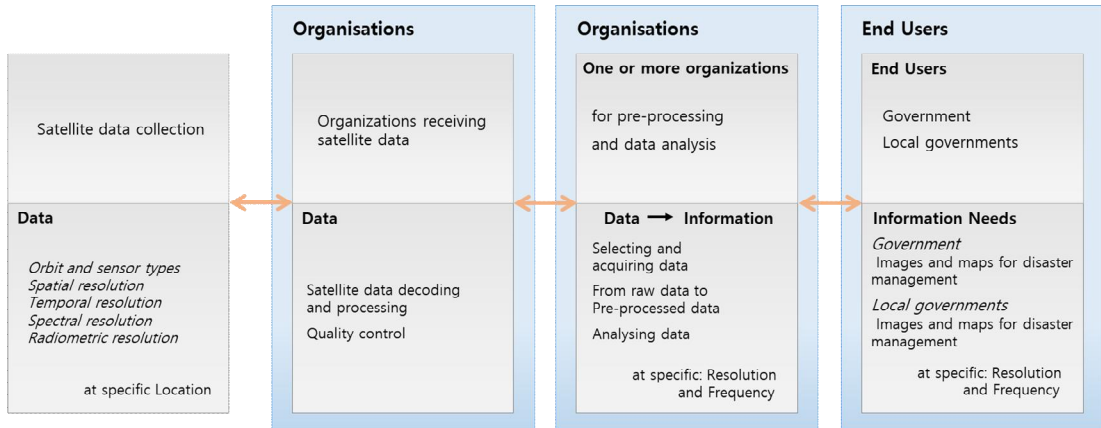 Satellite data collection
Data
Orbit and sensor types
Spatial resolution
Temporal resolution
Spectral resolution
Radiometric resolution
at specific Location
Organisations
Organizations receiving
satellite data
Data
Satellite data decoding
and processing
Quality control
Organisations
One or more organizations
for pre-processing
and data analysis
Data → Information
Selecting and
acquiring data
From raw data to
Pre-processed data
Analysing data
at specific: Resolution
and Frequency
End Users
End Users
Government
Local governments
Information Needs
Government
Images and maps for disaster
management
Local governments
Images and maps for disaster
management
at specific: Resolution
and Frequency